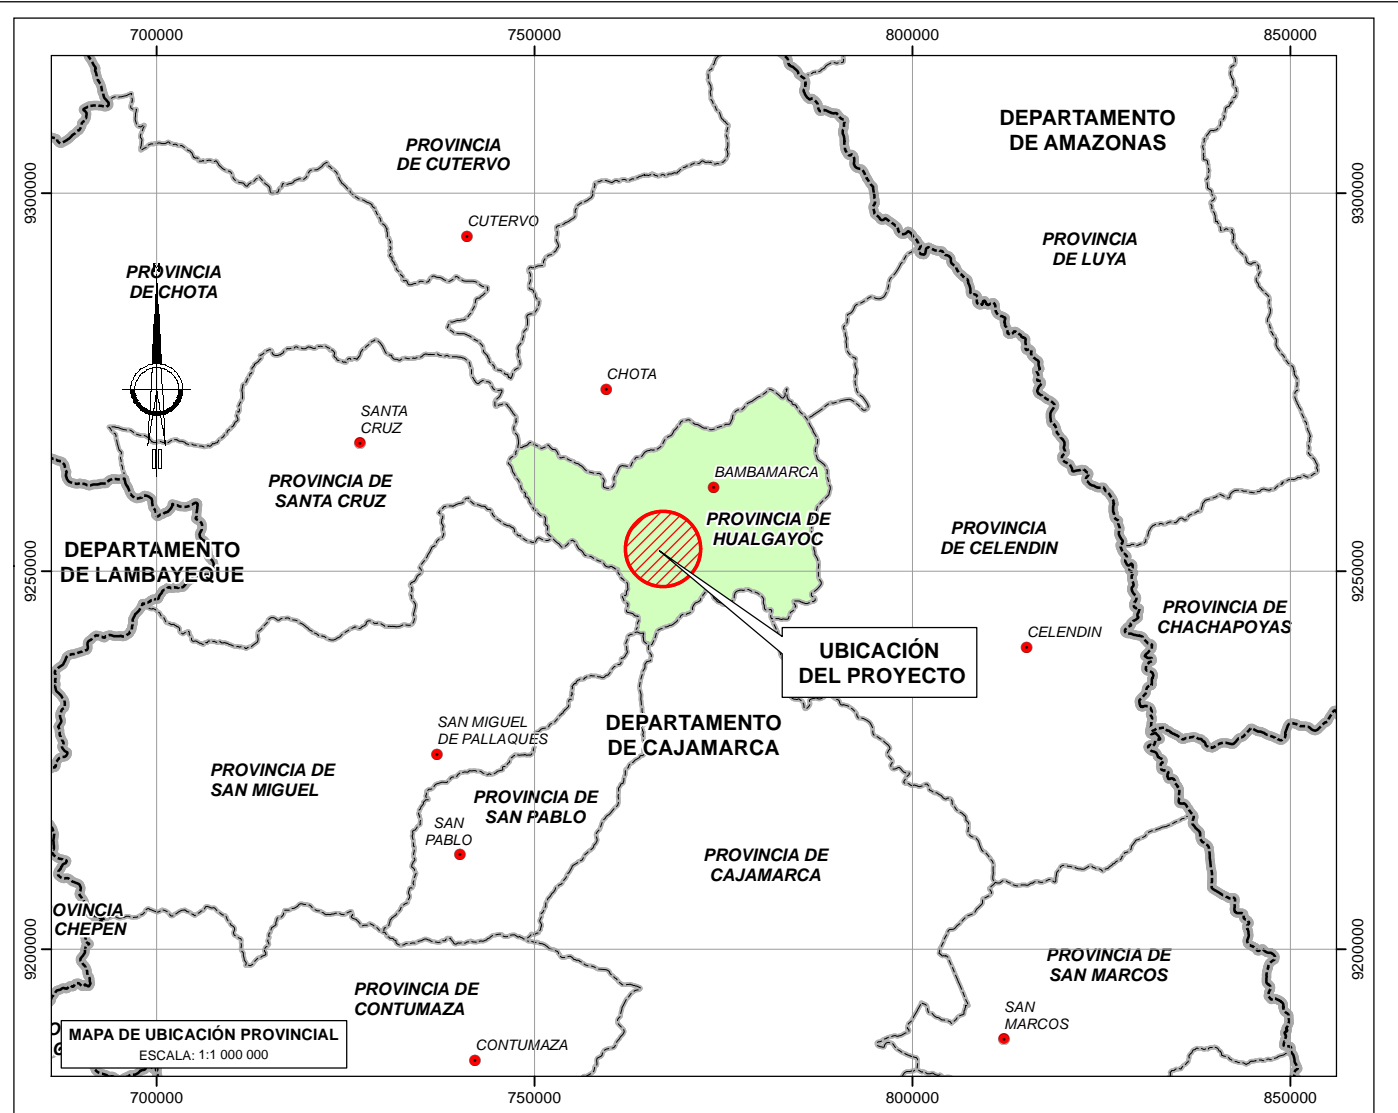 700000
750000
800000
850000
DEPARTAMENTO
DE AMAZONAS
PROVINCIA
DE CUTERVO
9300000
9300000
CUTERVO
PROVINCIA
DE LUYA
PROVINCIA
DE CHOTA
N
CHOTA
SANTA
CRUZ
BAMBAMARCA
PROVINCIA DE
SANTA CRUZ
PROVINCIA DE
HUALGAYOC
PROVINCIA
DE CELENDIN
DEPARTAMENTO
DE LAMBAYEQUE
9250000
9250000
PROVINCIA DE
CHACHAPOYAS
CELENDIN
UBICACIÓN
DEL PROYECTO
SAN MIGUEL
DE PALLAQUES
DEPARTAMENTO
DE CAJAMARCA
PROVINCIA DE
SAN MIGUEL
PROVINCIA DE
SAN PABLO
SAN
PABLO
PROVINCIA DE
CAJAMARCA
OVINCIA
CHEPEN
9200000
9200000
PROVINCIA DE
SAN MARCOS
PROVINCIA DE
CONTUMAZA
SAN
MARCOS
MAPA DE UBICACIÓN PROVINCIAL
ESCALA: 1:1 000 000
CONTUMAZA
700000
750000
800000
850000